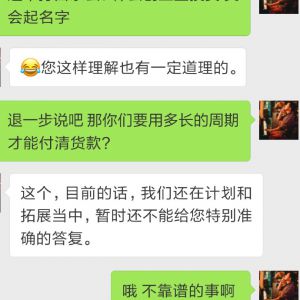 会起名字
😂您这样理解也有一定道理的。
退一步说吧 那你们要用多长的周期
才能付清货款？
这个，目前的话，我们还在计划和
拓展当中，暂时还不能给您特别准
确的答复。
哦 不靠谱的事啊